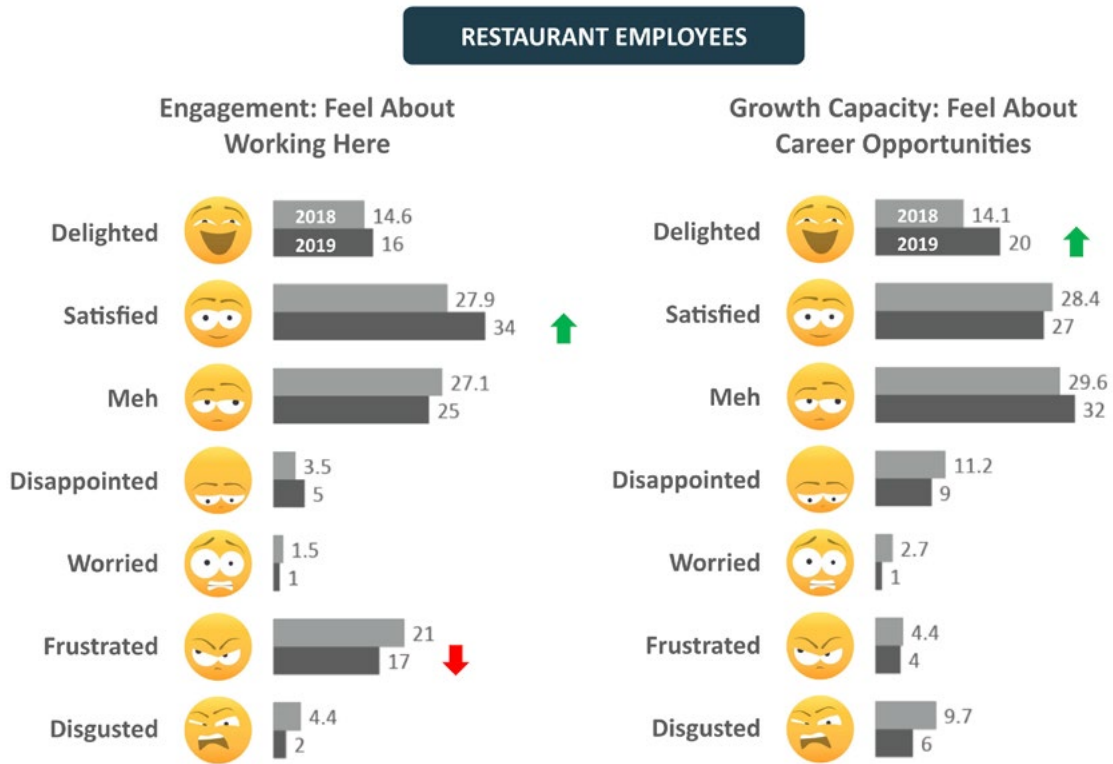 RESTAURANT EMPLOYEES
Engagement: Feel About
Working Here
Delighted
2018
14.6
2019
16
Satisfied
27.9
34
Meh
27.1
25
Disappointed
3.5
5
Worried
1.5
1
Frustrated
21
17
Disgusted
4.4
2
Growth Capacity: Feel About
Career Opportunities
Delighted
2018
14.1
2019
20
Satisfied
28.4
27
Meh
29.6
32
Disappointed
11.2
9
Worried
2.7
1
Frustrated
4.4
4
Disgusted
9.7
6